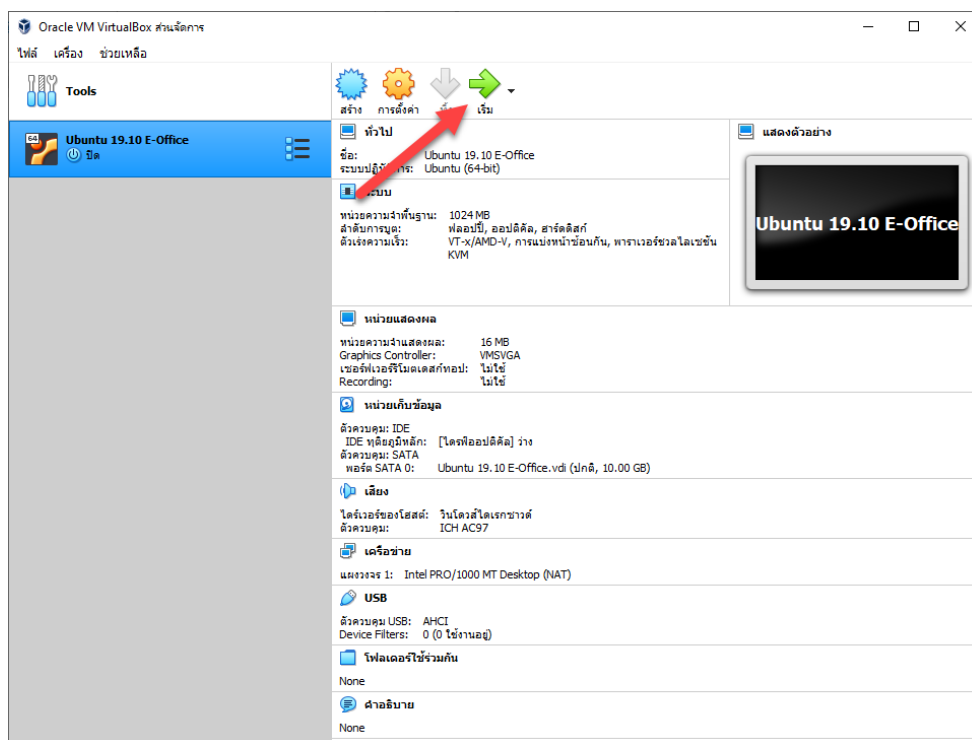 Oracle VM VirtualBox ส่วนจัดการ
ไฟล์ เครื่อง ช่วยเหลือ
Tools
สร้าง การตั้งค่า เริ่ม
64
Ubuntu 19.10 E-Office
ปิด
ทั่วไป
ชื่อ: Ubuntu 19.10 E-Office
Ubuntu (64-bit)
แสดงตัวอย่าง
Ubuntu 19.10 E-Office
ระบบ
หน่วยความจำพื้นฐาน: 1024 MB
ลำดับการบูต: ฟลอปปี้, ออปติคัล, ฮาร์ดดิสก์
ตัวเร่งความเร็ว: VT-x/AMD-V, การแบ่งหน้าซ้อนกัน, พาราเวอร์ชวลไลเซชัน
KVM
หน่วยแสดงผล
หน่วยความจำแสดงผล: 16 MB
Graphics Controller: VMSVGA
เซอร์ฟเวอร์รีโมตเดสก์ทอป: ไม่ใช้
Recording: ไม่ใช้
หน่วยเก็บข้อมูล
ตัวควบคุม: IDE
IDE ทุติยภูมิหลัก: [ไดรฟ์ออปติคัล] ว่าง
ตัวควบคุม: SATA
พอร์ต SATA 0: Ubuntu 19.10 E-Office.vdi (ปกติ, 10.00 GB)
เสียง
ไดร์เวอร์ของโฮสต์: วินโดวส์ไดเรกซาวด์
ตัวควบคุม: ICH AC97
เครือข่าย
แผงวงจร 1: Intel PRO/1000 MT Desktop (NAT)
USB
ตัวควบคุม USB: AHCI
Device Filters: 0 (0 ใช้งานอยู่)
โฟลเดอร์ใช้ร่วมกัน
None
คำอธิบาย
None